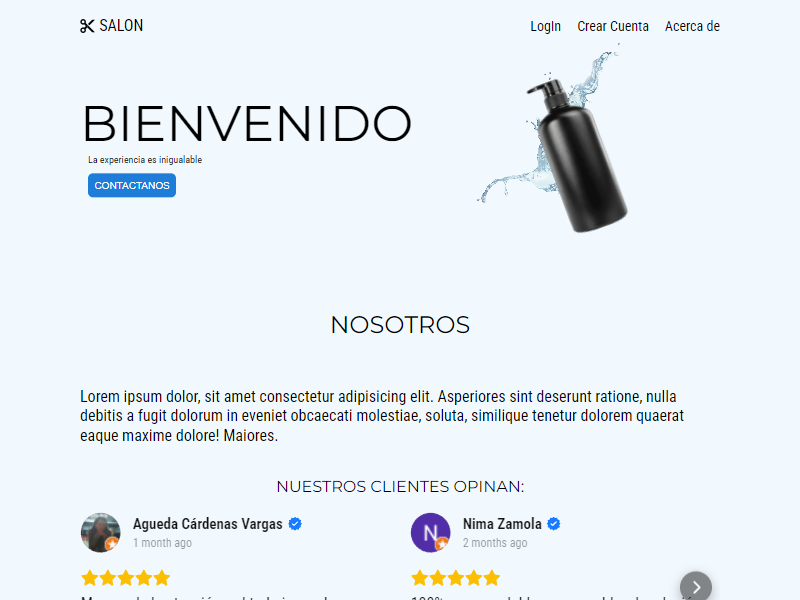 SALON
LogIn Crear Cuenta Acerca de
BIENVENIDO
La experiencia es inigualable
CONTACTANOS
NOSOTROS
Lorem ipsum dolor, sit amet consectetur adipisicing elit. Asperiores sint deserunt ratione, nulla
debitis a fugit dolorum in eveniet obcaecati molestiae, soluta, similique tenetur dolorem quaerat
eaque maxime dolore! Maiores.
NUESTROS CLIENTES OPINAN:
Agueda Cárdenas Vargas
1 month ago
N
Nima Zamola
2 months ago